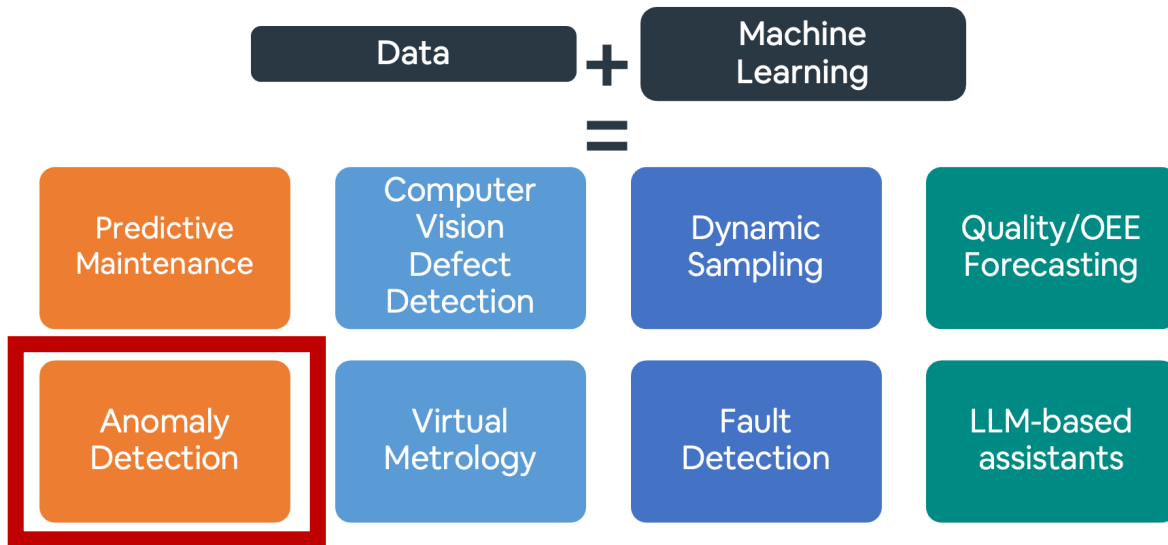 Data
+
Machine
Learning
=
Predictive
Maintenance
Computer
Vision
Defect
Detection
Dynamic
Sampling
Quality/OEE
Forecasting
Anomaly
Detection
Virtual
Metrology
Fault
Detection
LLM-based
assistants